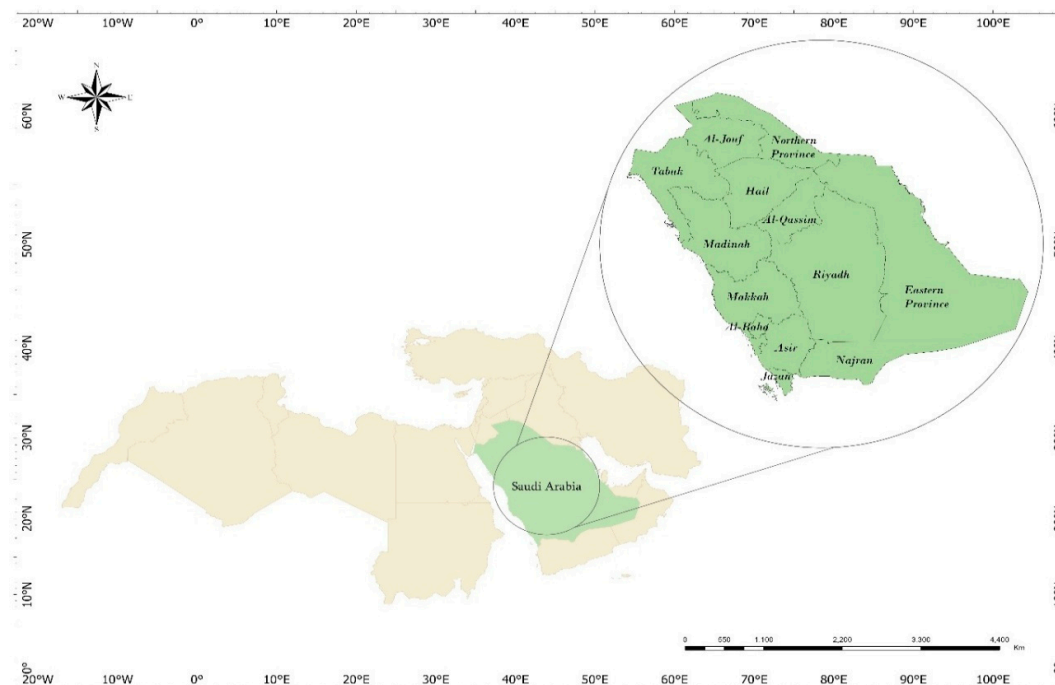 20°W 10°W 0° 10°E 20°E 30°E 40°E 50°E 60°E 70°E 80°E 90°E 100°E
N
W E
S
60°N
50°N
40°N
30°N
20°N
10°N
Al-Jouf
Northern
Province
Tabuk
Hail
Al-Qassim
Madinah
Riyadh
Makkah
Eastern
Province
Al-Baha
Asir
Najran
Jazan
Saudi Arabia
0 550 1,100 2,200 3,300 4,400
Km
20°W 10°W 0° 10°E 20°E 30°E 40°E 50°E 60°E 70°E 80°E 90°E 100°E